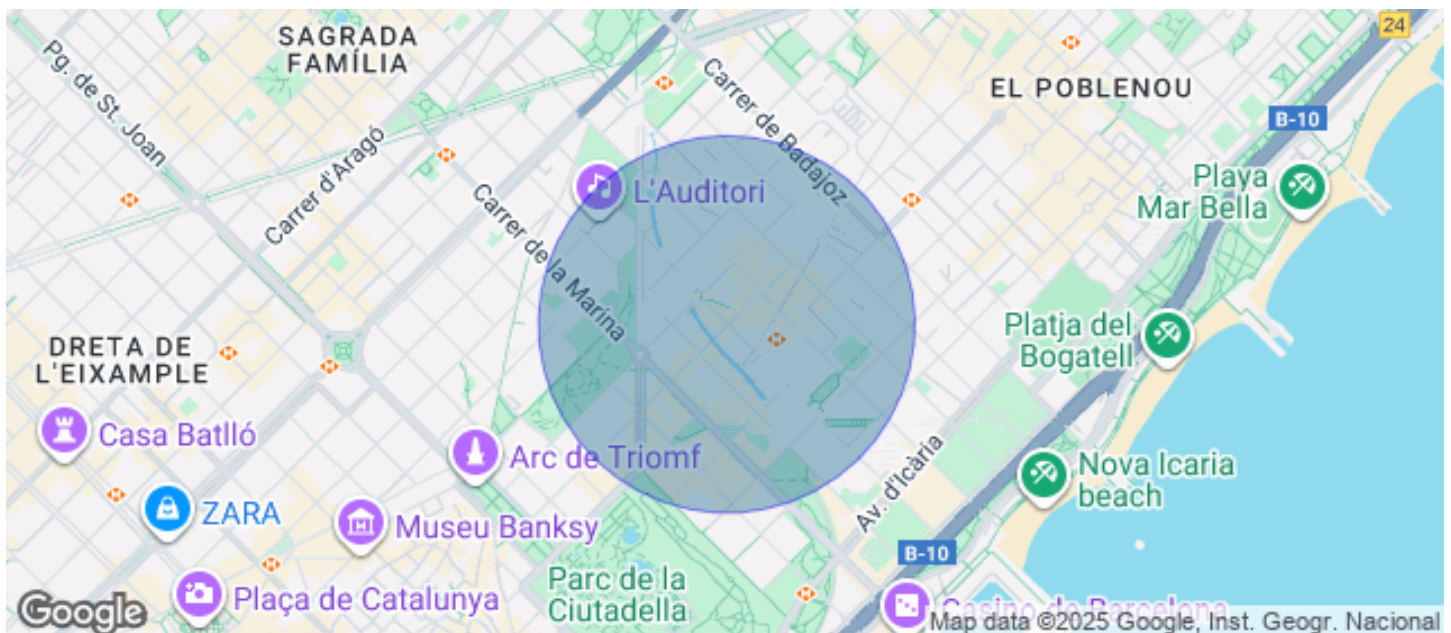 SAGRADA
FAMÍLIA
24
Pg. de St. Joan
Carrer de Badajoz
EL POBLENOU
B-10
Carrer d'Aragó
L'Auditori
Playa
Mar Bella
Carrer de la Marina
Platja del
Bogatell
DRETA DE
L'EIXAMPLE
Casa Batlló
Arc de Triomf
Av. d'Icària
Nova Icaria
beach
ZARA
Museu Banksy
B-10
Parc de la
Ciutadella
Plaça de Catalunya
Casino de Barcelona
Google
Map data ©2025 Google, Inst. Geogr. Nacional